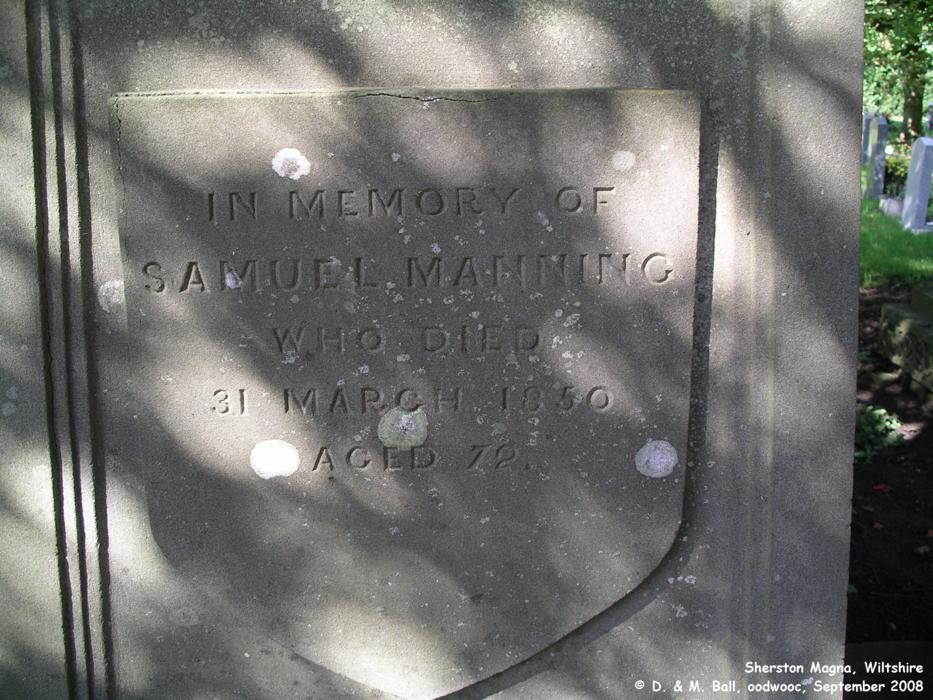 IN MEMORY OF
SAMUEL MANNING
WHO DIED
31 MARCH 1850
AGED 72.
Sherston Magna, Wiltshire
© D. & M. Ball, oodwooc, September 2008